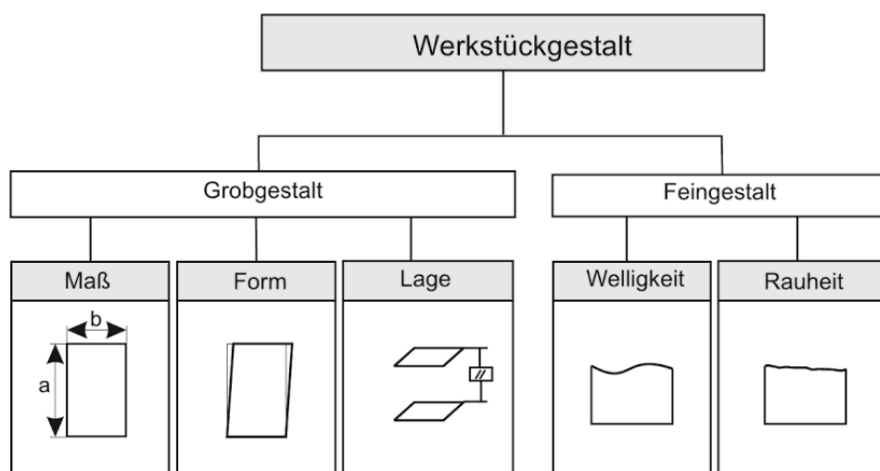 Werkstückgestalt
Grobgestalt
Feingestalt
Maß
Form
Lage
Welligkeit
Rauheit
b
a
//